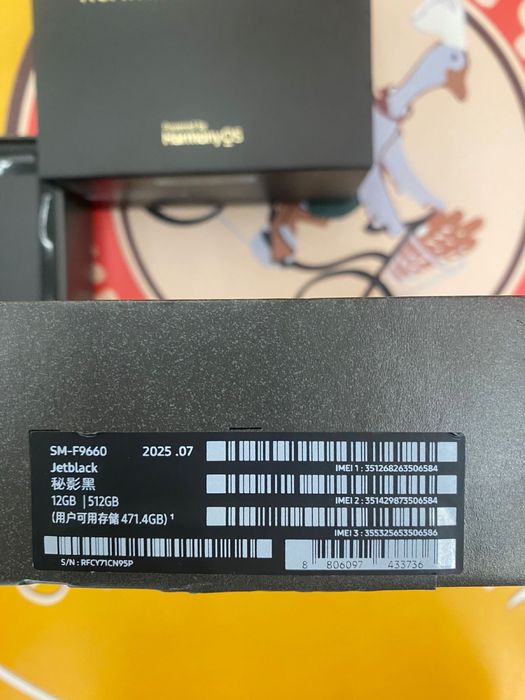 Powered by
HarmonyOS
SM-F9660 2025 .07
Jetblack
秘影黑
12GB | 512GB
(用户可用存储 471.4GB) 1
S/N : RFCY71CN95P
IMEI 1 : 351268263506584
IMEI 2 : 351429873506584
IMEI 3 : 355325653506586
8 806097 433736